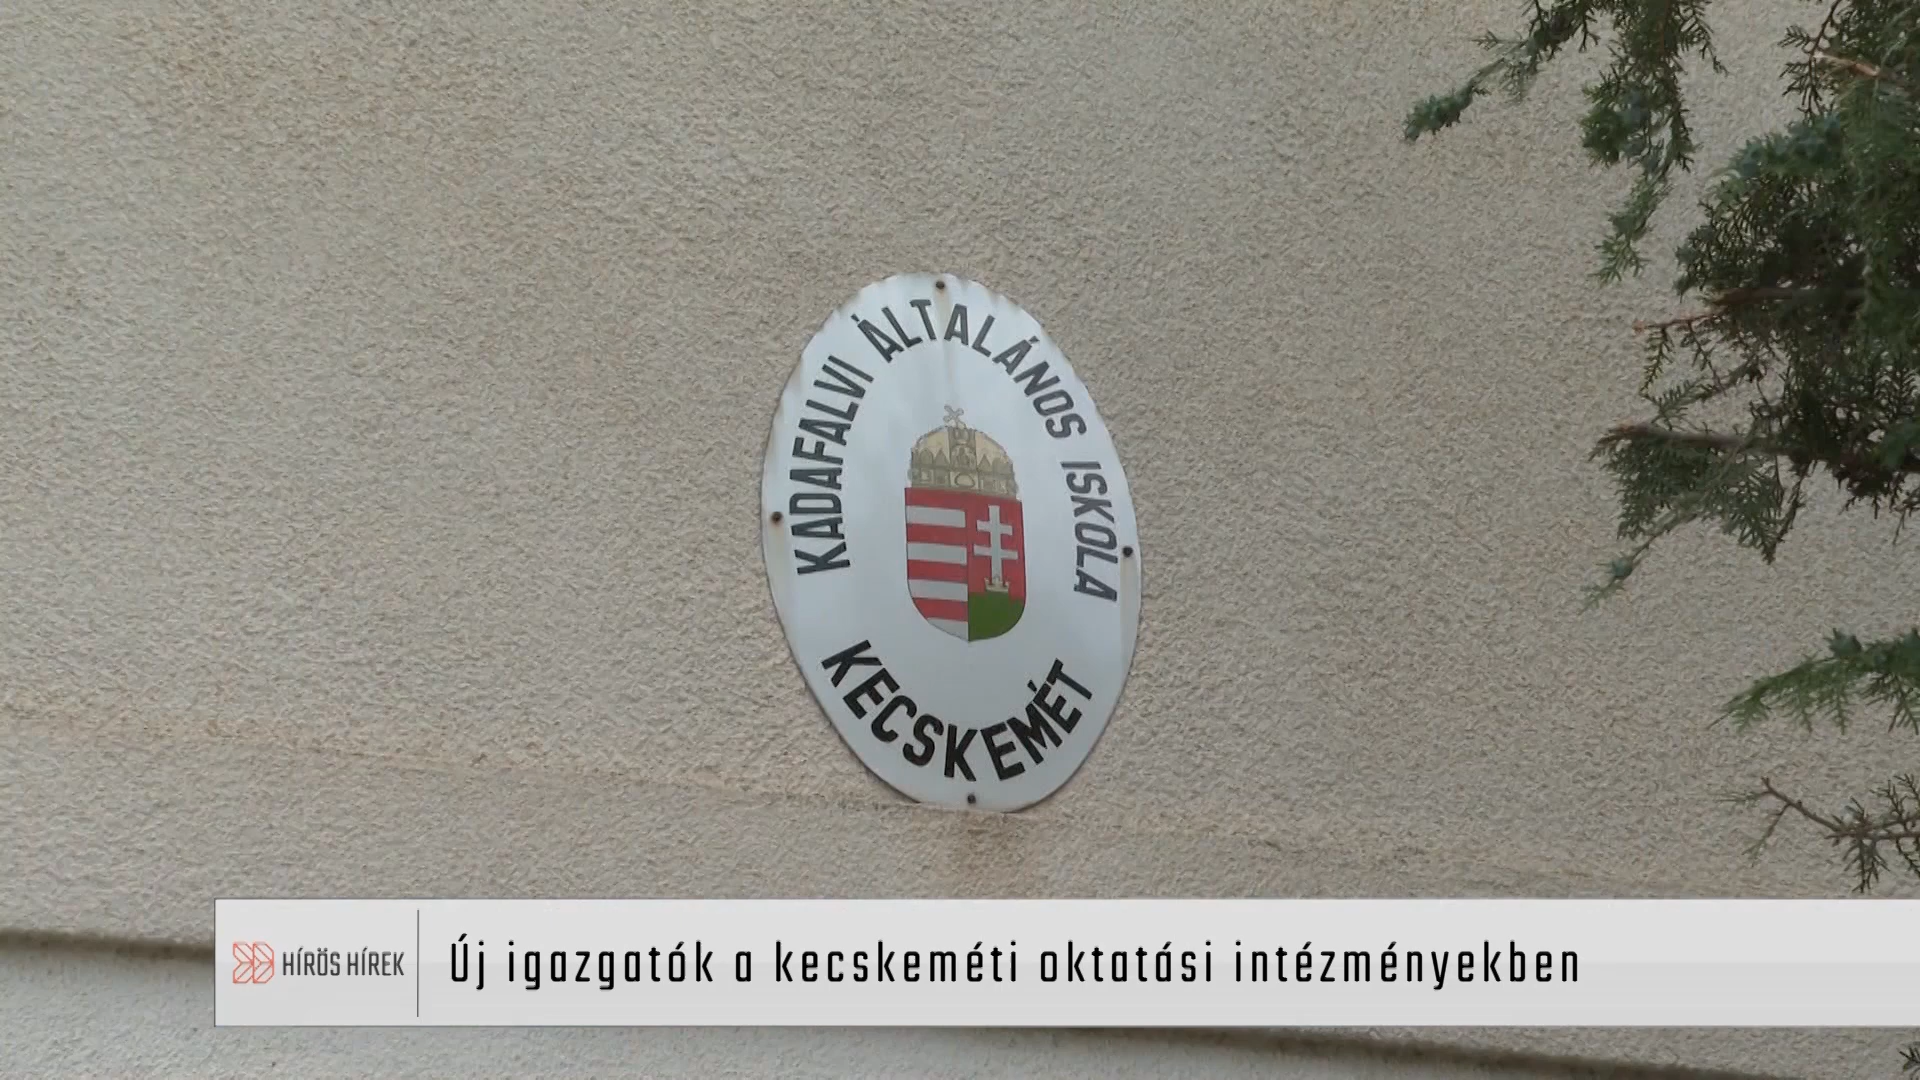 KADAFALVI ÁLTALÁNOS ISKOLA
KECSKEMÉT
HÍRÖS HÍREK
Új igazgatók a kecskeméti oktatási intézményekben